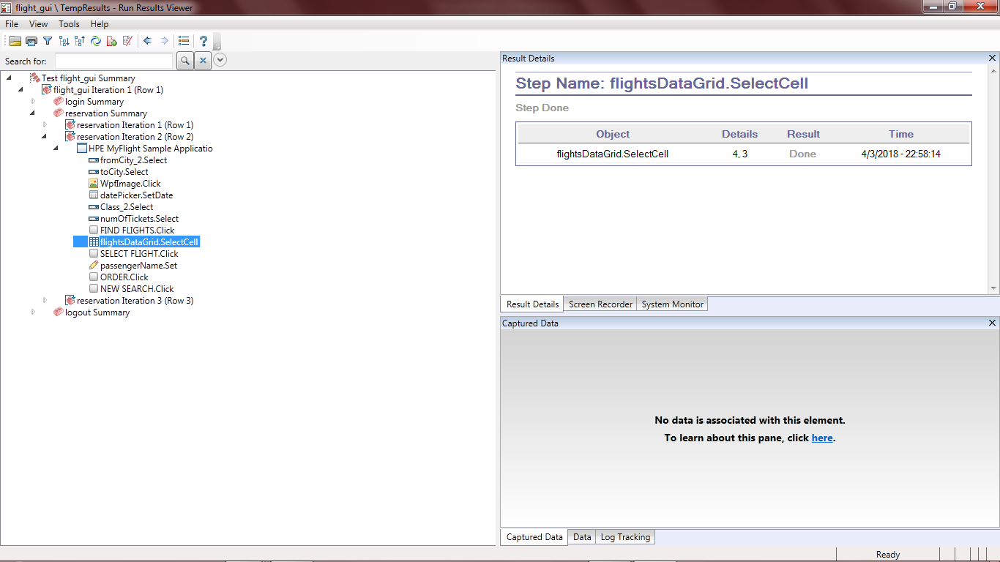 flight_gui \ TempResults - Run Results Viewer
File View Tools Help
Search for:
Test flight_gui Summary
flight_gui Iteration 1 (Row 1)
login Summary
reservation Summary
reservation Iteration 1 (Row 1)
reservation Iteration 2 (Row 2)
HPE MyFlight Sample Applicatio
fromCity_2.Select
toCity.Select
WpfImage.Click
datePicker.SetDate
Class_2.Select
numOfTickets.Select
FIND FLIGHTS.Click
flightsDataGrid.SelectCell
SELECT FLIGHT.Click
passengerName.Set
ORDER.Click
NEW SEARCH.Click
reservation Iteration 3 (Row 3)
logout Summary
Result Details
Step Name: flightsDataGrid.SelectCell
Step Done
Object Details Result Time
flightsDataGrid.SelectCell 4, 3 Done 4/3/2018 - 22:58:14
Result Details Screen Recorder System Monitor
Captured Data
No data is associated with this element.
To learn about this pane, click here.
Captured Data Data Log Tracking
Ready